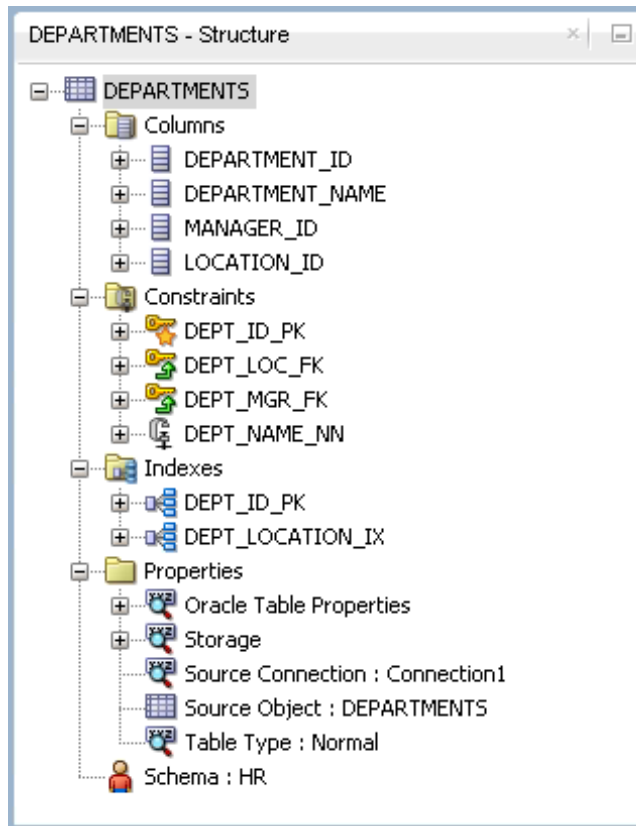 DEPARTMENTS - Structure
DEPARTMENTS
Columns
DEPARTMENT_ID
DEPARTMENT_NAME
MANAGER_ID
LOCATION_ID
Constraints
DEPT_ID_PK
DEPT_LOC_FK
DEPT_MGR_FK
DEPT_NAME_NN
Indexes
DEPT_ID_PK
DEPT_LOCATION_IX
Properties
Oracle Table Properties
Storage
Source Connection : Connection1
Source Object : DEPARTMENTS
Table Type : Normal
Schema : HR